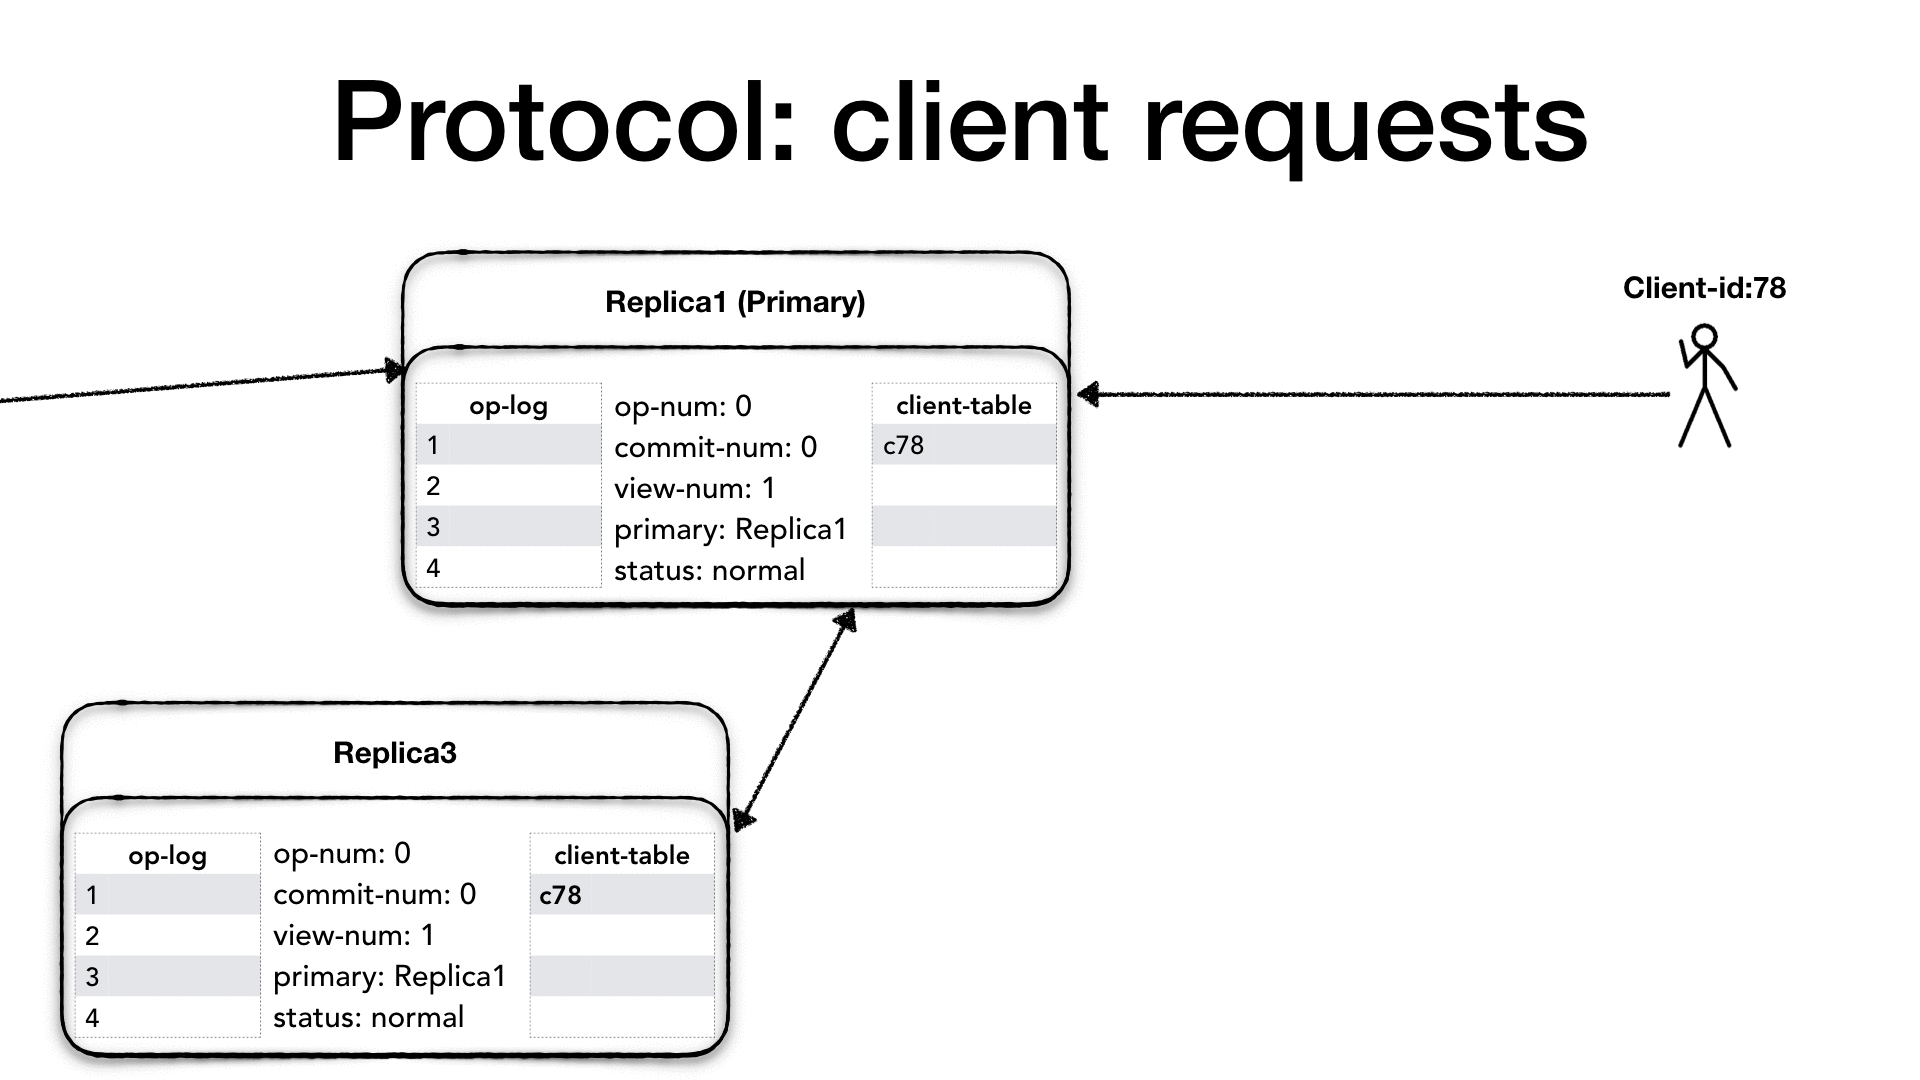 Protocol: client requests
Client-id:78
Replica1 (Primary)
op-log
1
2
3
4
op-num: 0
commit-num: 0
view-num: 1
primary: Replica1
status: normal
client-table
c78
Replica3
op-log
1
2
3
4
op-num: 0
commit-num: 0
view-num: 1
primary: Replica1
status: normal
client-table
c78